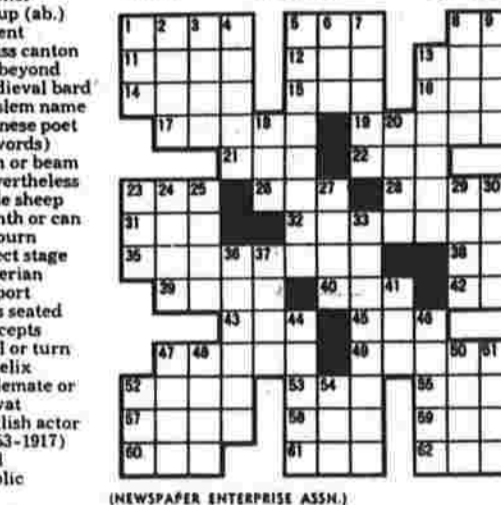 up (ab.)
ent
ss canton
beyond
dieval bard
slem name
nese poet
words)
n or beam
vertheless
le sheep
nth or can
ourn
ect stage
erian
port
s seated
cepts
l or turn
elix
lemate or
vat
lish actor
53-1917)
blic
1 2 3 4 5 6 7 8 9
11 12 13
14 15 16
17 18 19 20
21 22
23 24 25 26 27 28 29 30
31 32 33
35 36 37 38
39 40 41 42
43 44 45 46
47 48 49 50 51
52 53 54 55
57 58 59
60 61 62
(NEWSPAPER ENTERPRISE ASSN.)